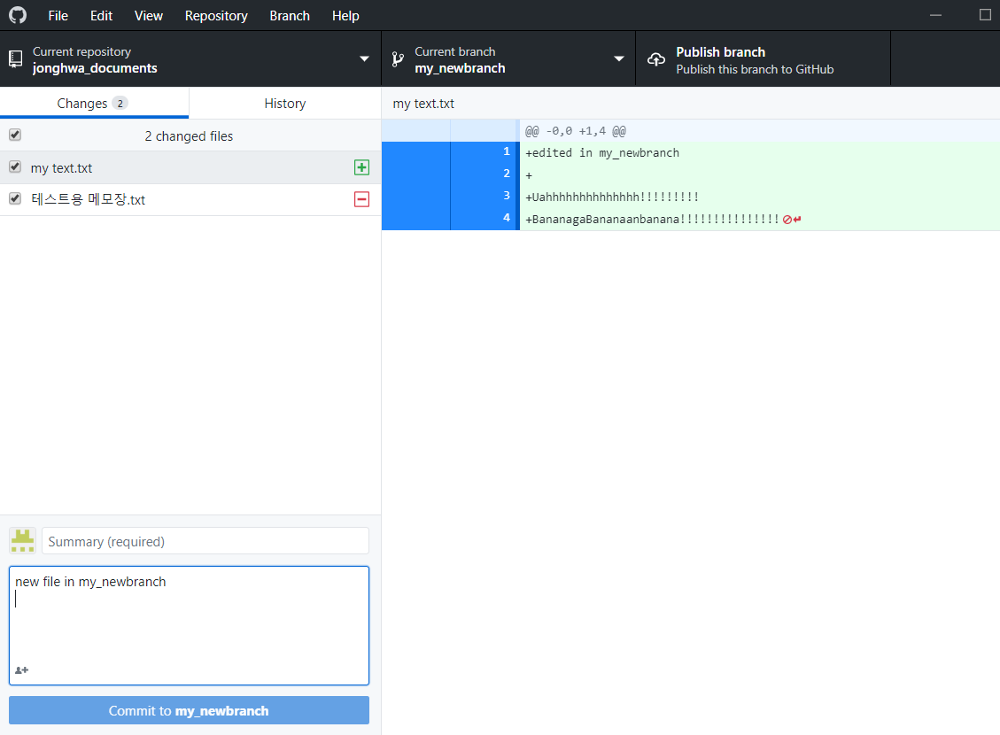 File Edit View Repository Branch Help
Current repository
jonghwa_documents
Current branch
my_newbranch
Publish branch
Publish this branch to GitHub
Changes 2
History
my text.txt
2 changed files
my text.txt
테스트용 메모장.txt
@@ -0,0 +1,4 @@
1 +edited in my_newbranch
2 +
3 +Uahhhhhhhhhhhhhh!!!!!!!!!
4 +BananagaBananaanbanana!!!!!!!!!!!!!!!
Summary (required)
new file in my_newbranch
Commit to my_newbranch